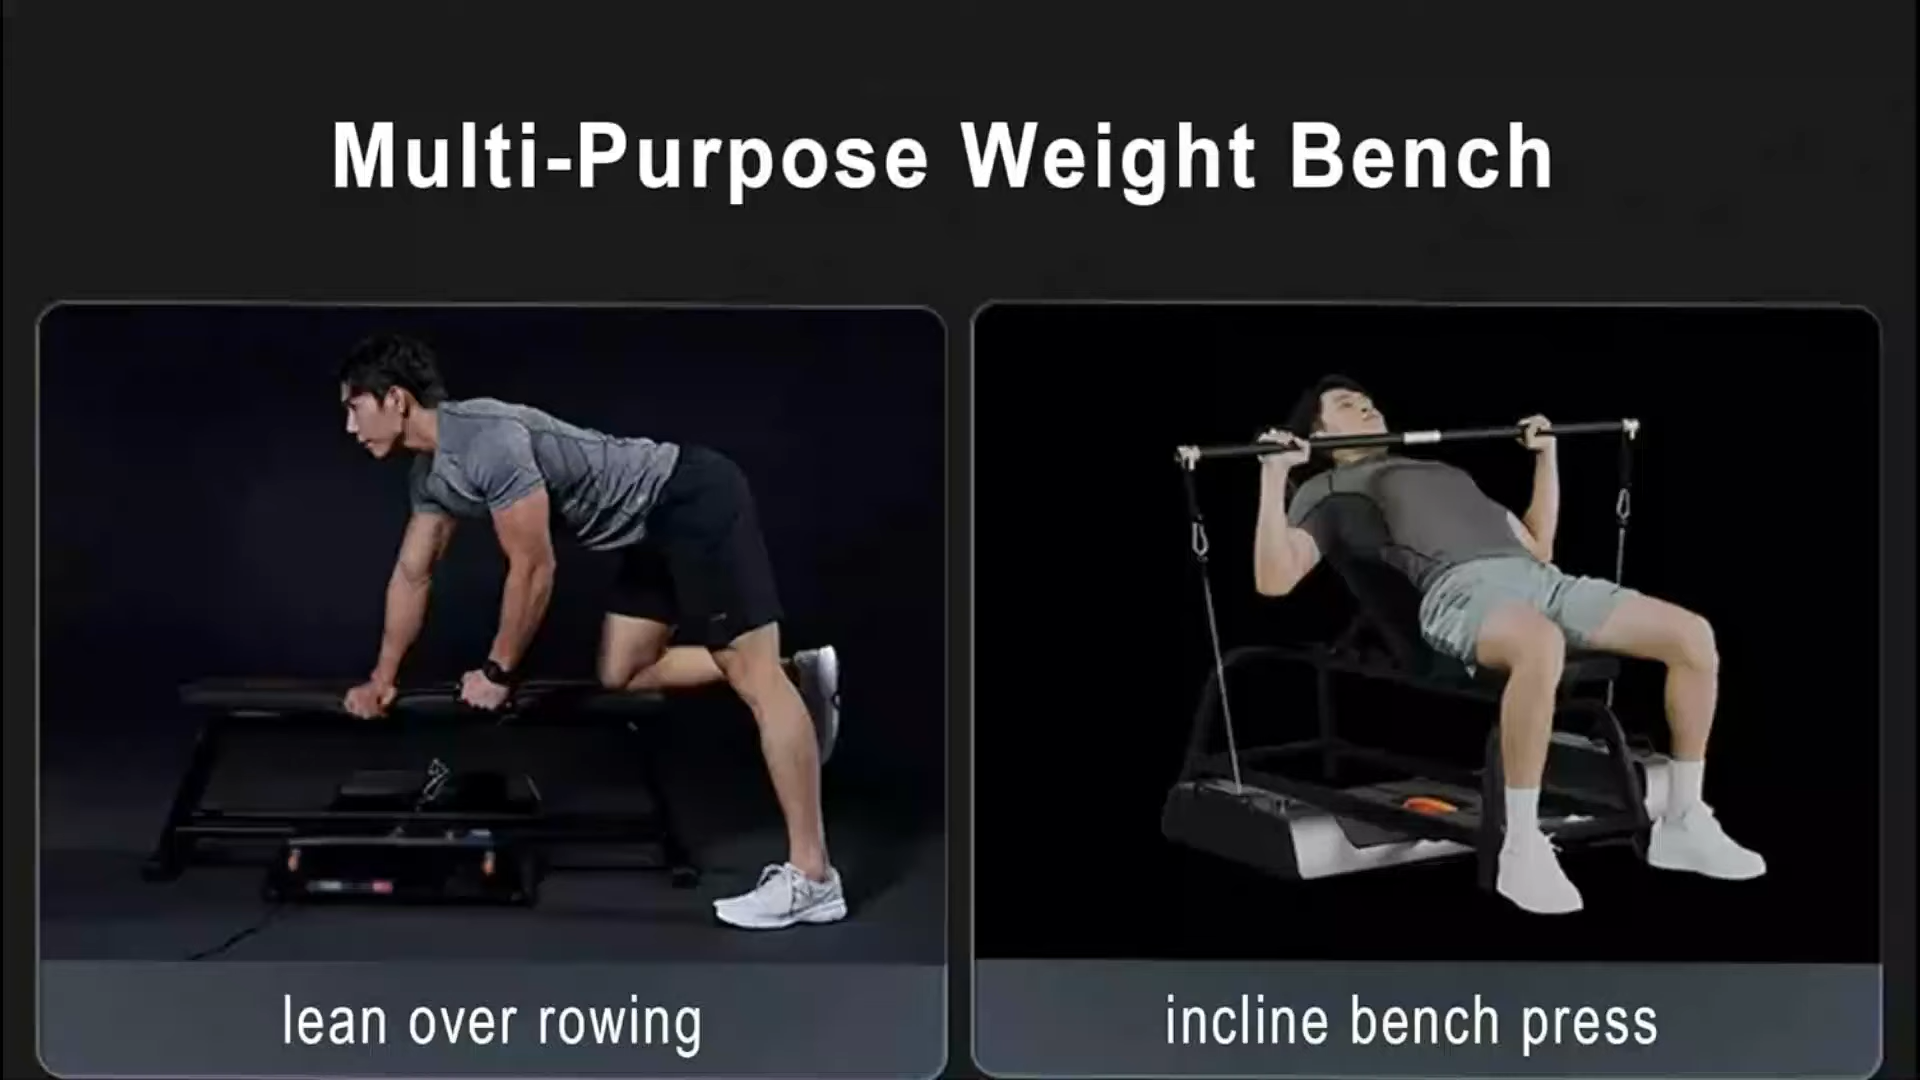 Multi-Purpose Weight Bench
lean over rowing
incline bench press